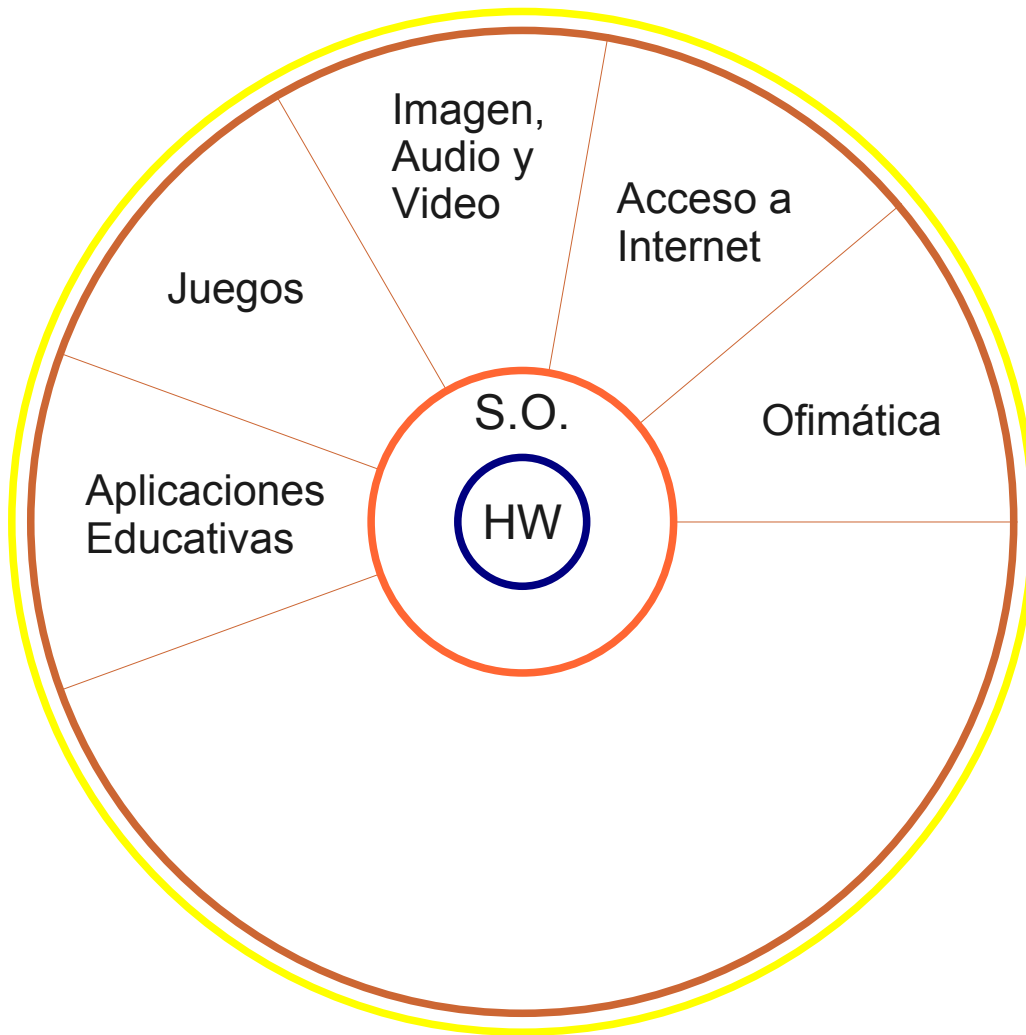 Imagen,
Audio y
Video
Acceso a
Internet
Juegos
S.O.
Ofimática
Aplicaciones
Educativas
HW